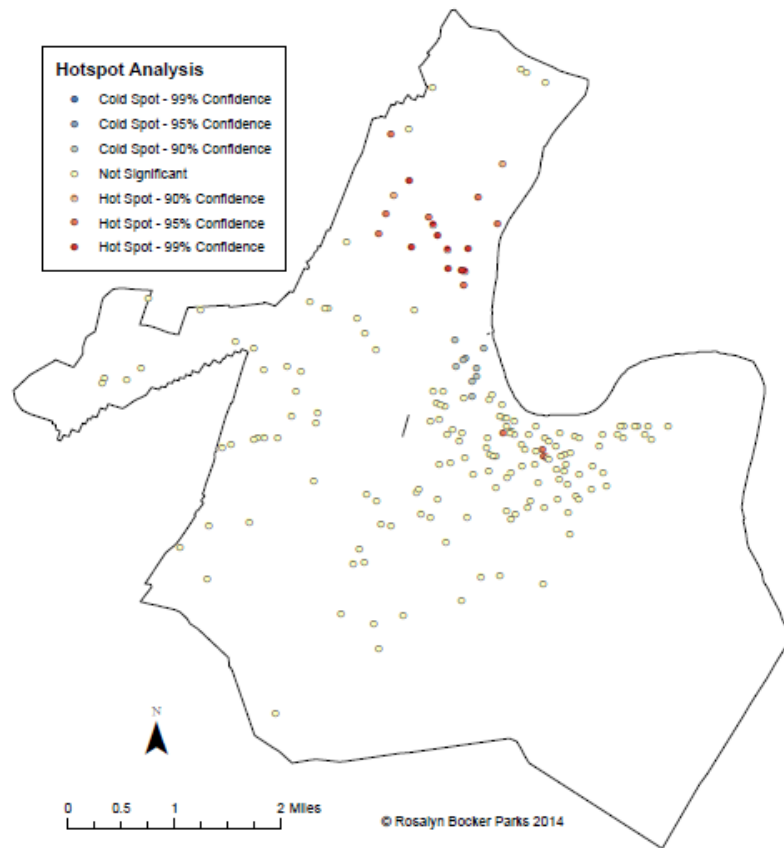 Hotspot Analysis
Cold Spot - 99% Confidence
Cold Spot - 95% Confidence
Cold Spot - 90% Confidence
Not Significant
Hot Spot - 90% Confidence
Hot Spot - 95% Confidence
Hot Spot - 99% Confidence
N
0 0.5 1 2 Miles
© Rosalyn Bocker Parks 2014